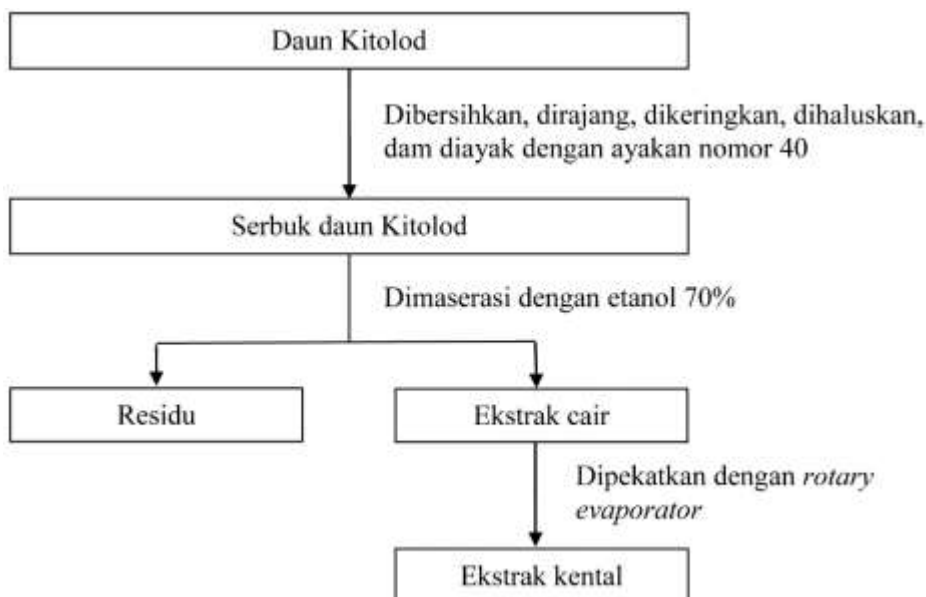 Daun Kitolod
Dibersihkan, dirajang, dikeringkan, dihaluskan,
dam diayak dengan ayakan nomor 40
Serbuk daun Kitolod
Dimaserasi dengan etanol 70%
Residu
Ekstrak cair
Dipekatkan dengan rotary
evaporator
Ekstrak kental